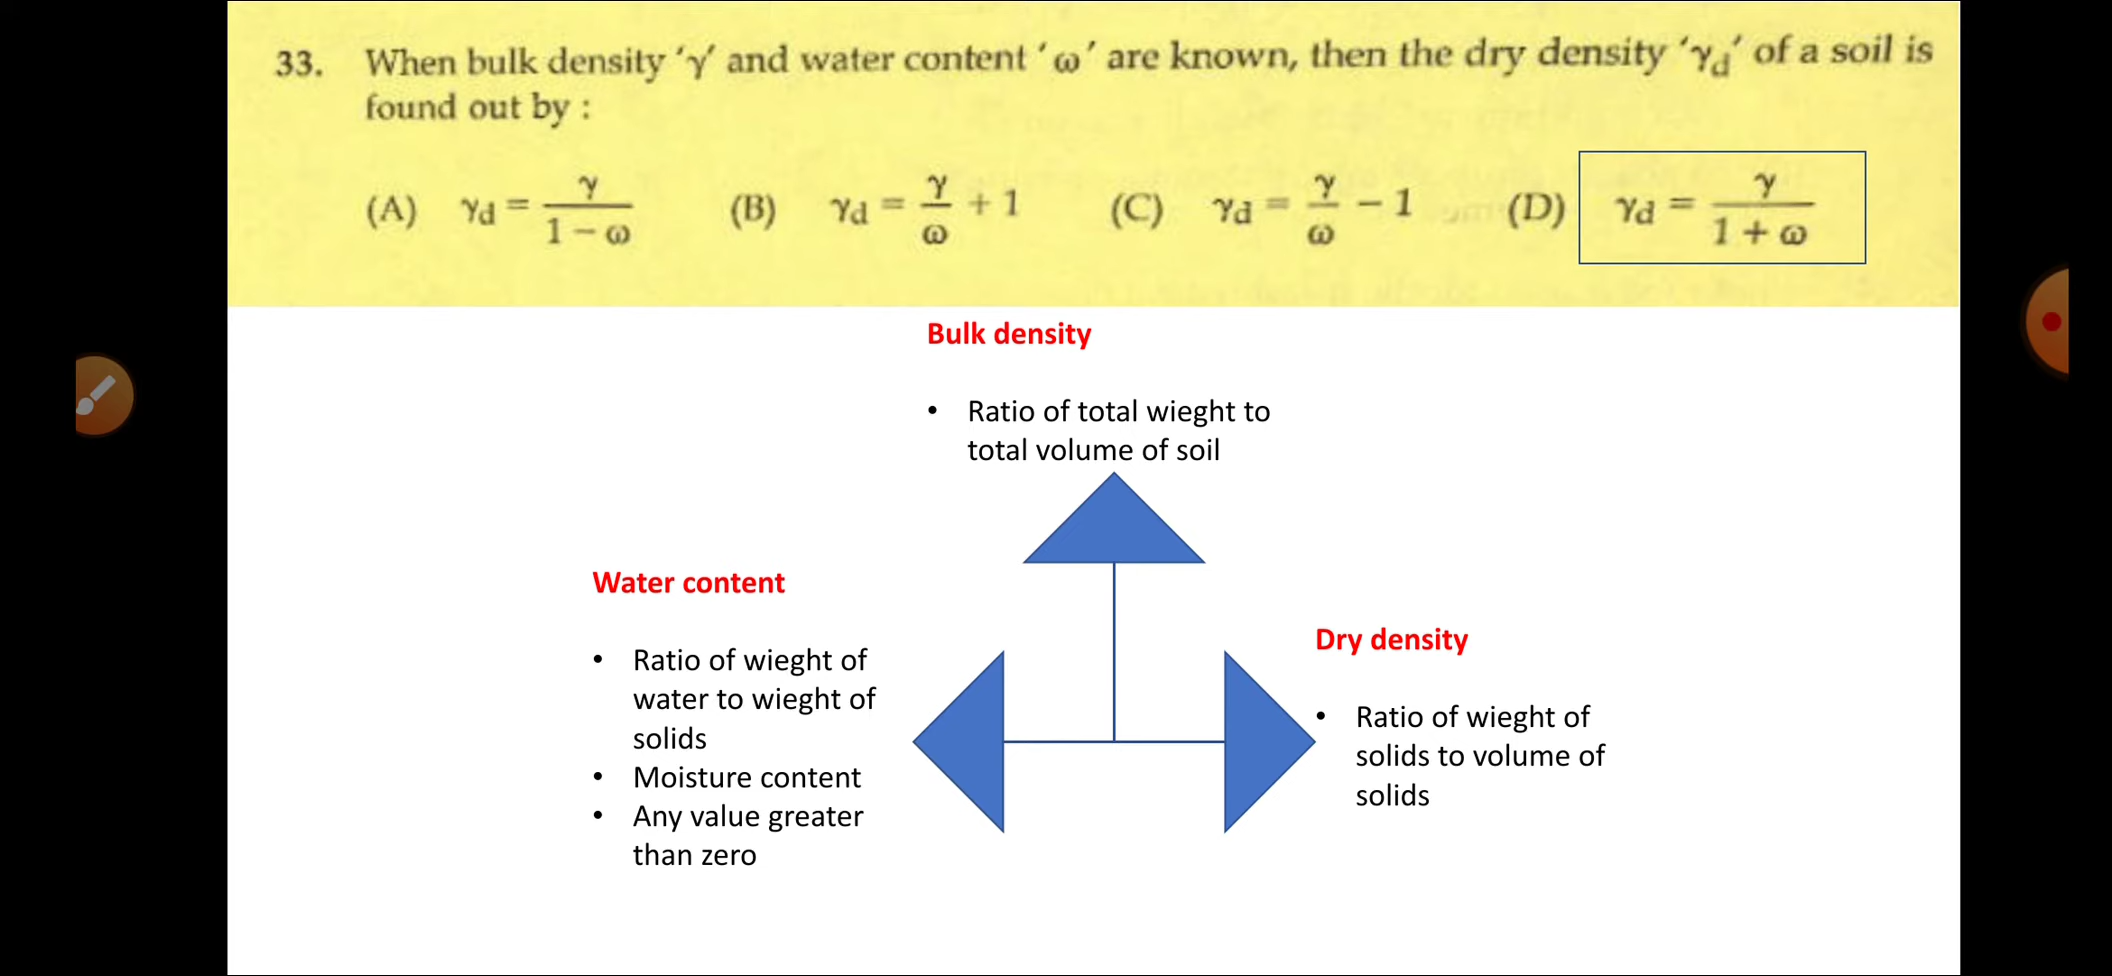 33. When bulk density ‘γ’ and water content ‘ω’ are known, then the dry density ‘γd’ of a soil is
found out by :
(A) γd = γ / (1 − ω) (B) γd = γ/ω + 1 (C) γd = γ/ω − 1 (D) γd = γ / (1 + ω)
Bulk density
• Ratio of total wieght to
total volume of soil
Water content
• Ratio of wieght of
water to wieght of
solids
• Moisture content
• Any value greater
than zero
Dry density
• Ratio of wieght of
solids to volume of
solids